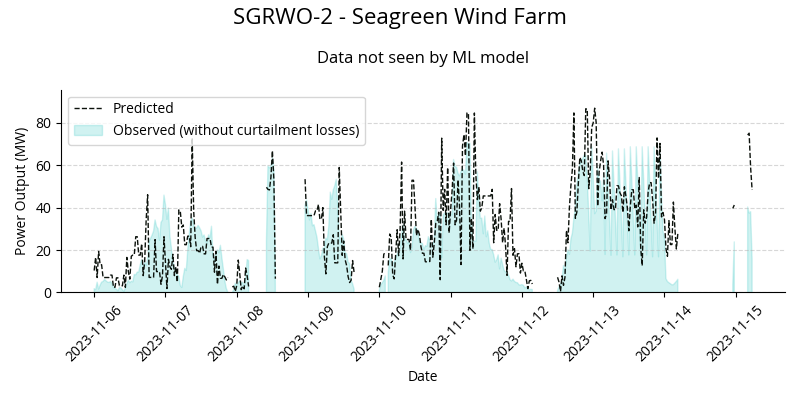 SGRWO-2 - Seagreen Wind Farm
Data not seen by ML model
Predicted
Observed (without curtailment losses)
Power Output (MW)
80
60
40
20
0
2023-11-06
2023-11-07
2023-11-08
2023-11-09
2023-11-10
2023-11-11
2023-11-12
2023-11-13
2023-11-14
2023-11-15
Date